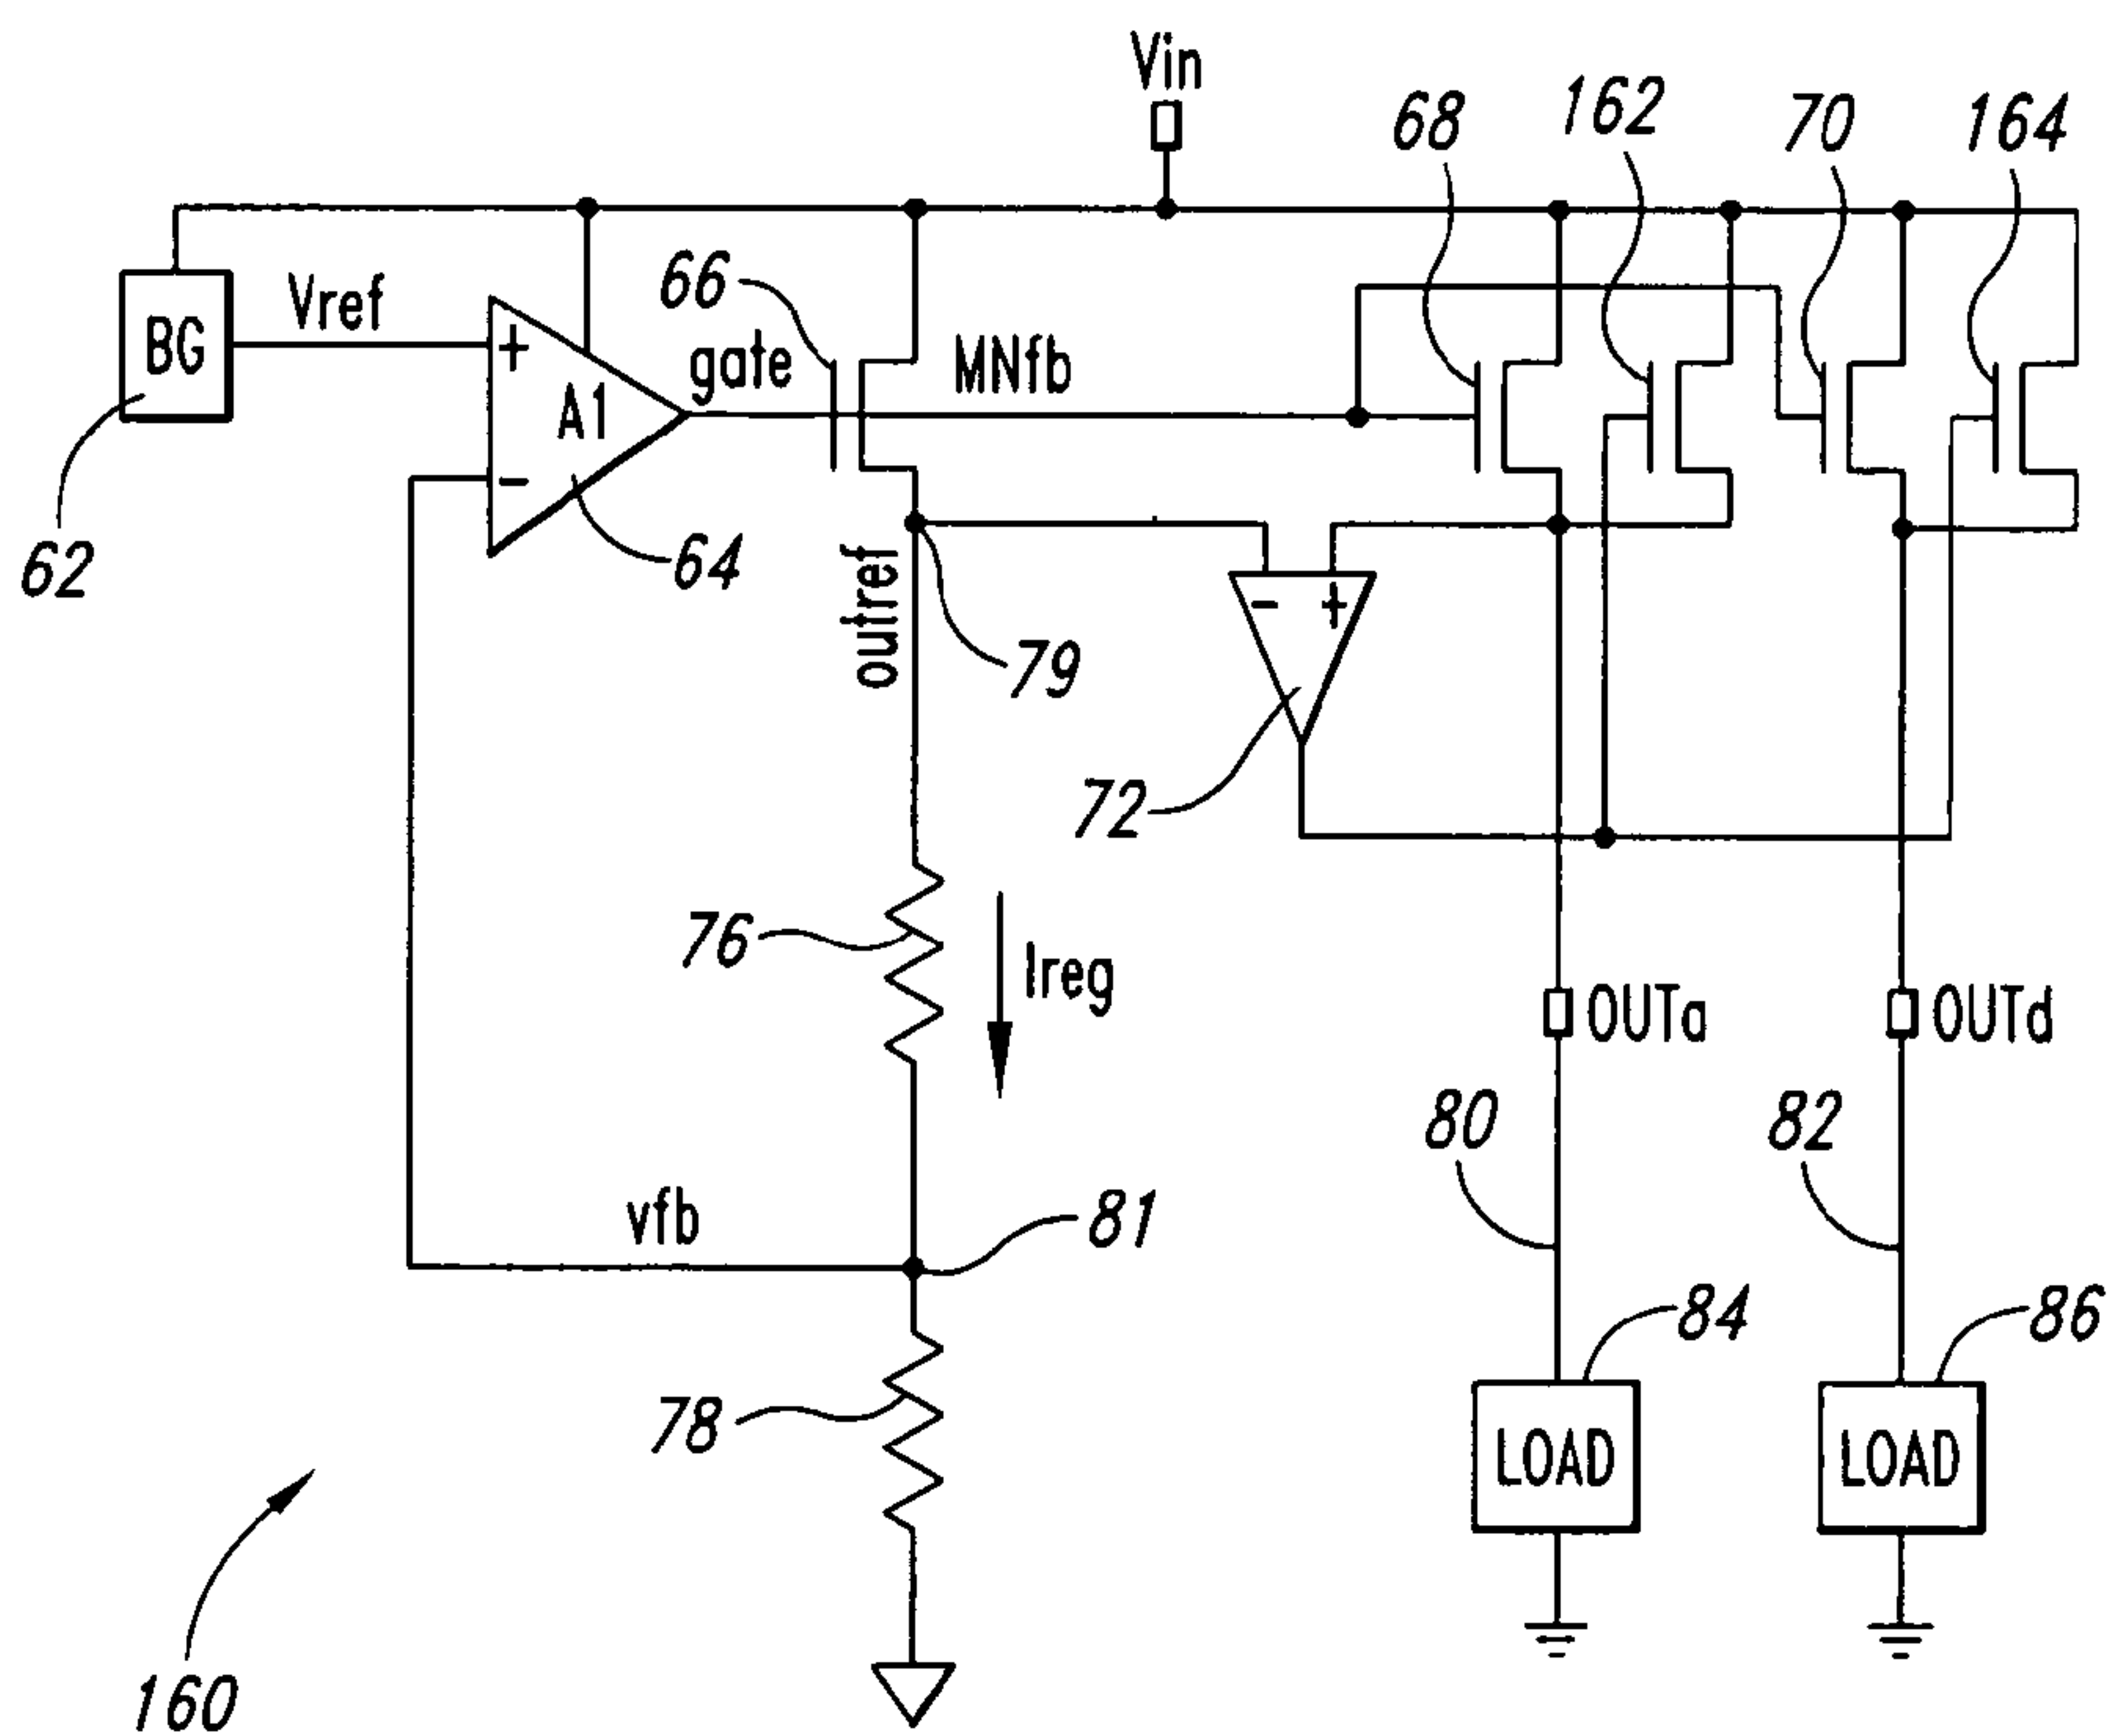 Vin
68
162
70
164
66
Vref
BG
+
gate
MNfb
A1
-
62
64
outref
79
- +
72
76
Ireg
OUTa
OUTd
80
82
vfb
81
84
86
78
LOAD
LOAD
160